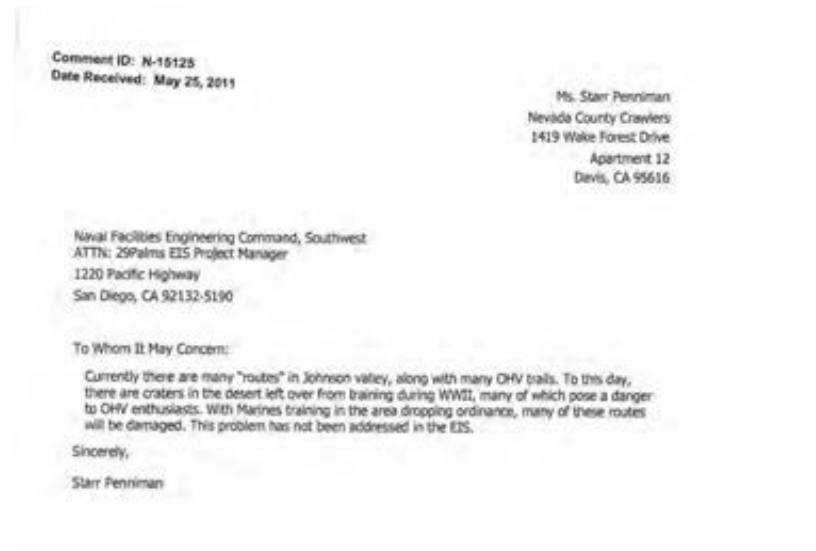 Comment ID: N-15125
Date Received: May 25, 2011
Ms. Starr Penniman
Nevada County Crawlers
1419 Wake Forest Drive
Apartment 12
Davis, CA 95616
Naval Facilities Engineering Command, Southwest
ATTN: 29Palms EIS Project Manager
1220 Pacific Highway
San Diego, CA 92132-5190
To Whom It May Concern:
Currently there are many "routes" in Johnson valley, along with many OHV trails. To this day,
there are craters in the desert left over from training during WWII, many of which pose a danger
to OHV enthusiasts. With Marines training in the area dropping ordinance, many of these routes
will be damaged. This problem has not been addressed in the EIS.
Sincerely,
Starr Penniman